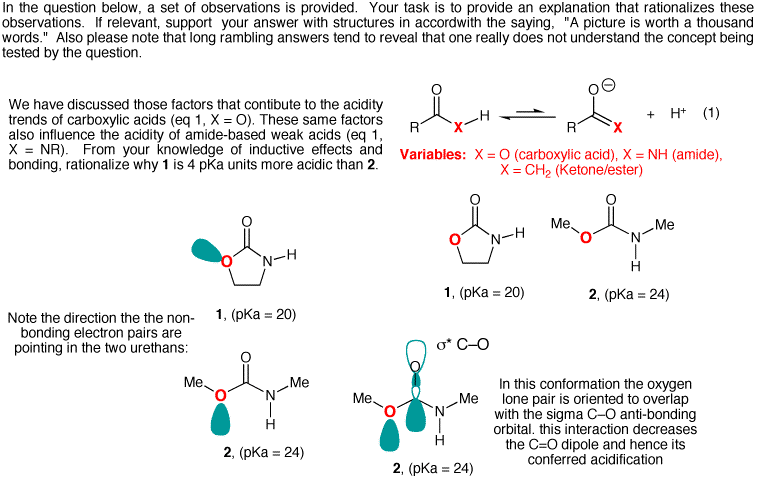 In the question below, a set of observations is provided. Your task is to provide an explanation that rationalizes these
observations. If relevant, support your answer with structures in accordwith the saying, "A picture is worth a thousand
words." Also please note that long rambling answers tend to reveal that one really does not understand the concept being
tested by the question.
We have discussed those factors that contibute to the acidity
trends of carboxylic acids (eq 1, X = O). These same factors
also influence the acidity of amide-based weak acids (eq 1,
X = NR). From your knowledge of inductive effects and
bonding, rationalize why 1 is 4 pKa units more acidic than 2.
O
R
X
H
O ⊖
R
X
+ H+ (1)
Variables: X = O (carboxylic acid), X = NH (amide),
X = CH2 (Ketone/ester)
O
O
N
H
1, (pKa = 20)
O
O
N
H
1, (pKa = 20)
O
Me
O
N
Me
H
2, (pKa = 24)
Note the direction the the non-
bonding electron pairs are
pointing in the two urethans:
O
Me
O
N
Me
H
2, (pKa = 24)
σ* C–O
O
Me
O
N
Me
H
2, (pKa = 24)
In this conformation the oxygen
lone pair is oriented to overlap
with the sigma C–O anti-bonding
orbital. this interaction decreases
the C=O dipole and hence its
conferred acidification